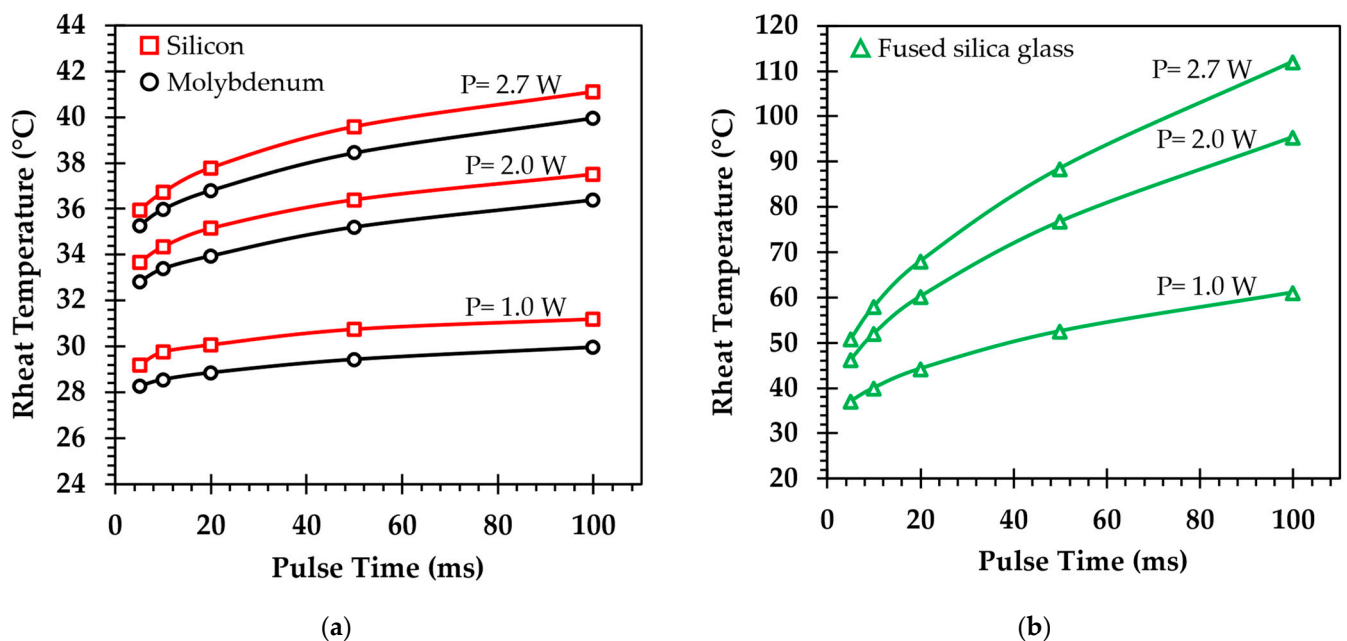 Silicon
Molybdenum
P= 2.7 W
P= 2.0 W
P= 1.0 W
44
42
40
38
36
34
32
30
28
26
24
0 20 40 60 80 100
Rheat Temperature (°C)
Pulse Time (ms)
(a)
Fused silica glass
P= 2.7 W
P= 2.0 W
P= 1.0 W
120
110
100
90
80
70
60
50
40
30
20
0 20 40 60 80 100
Rheat Temperature (°C)
Pulse Time (ms)
(b)